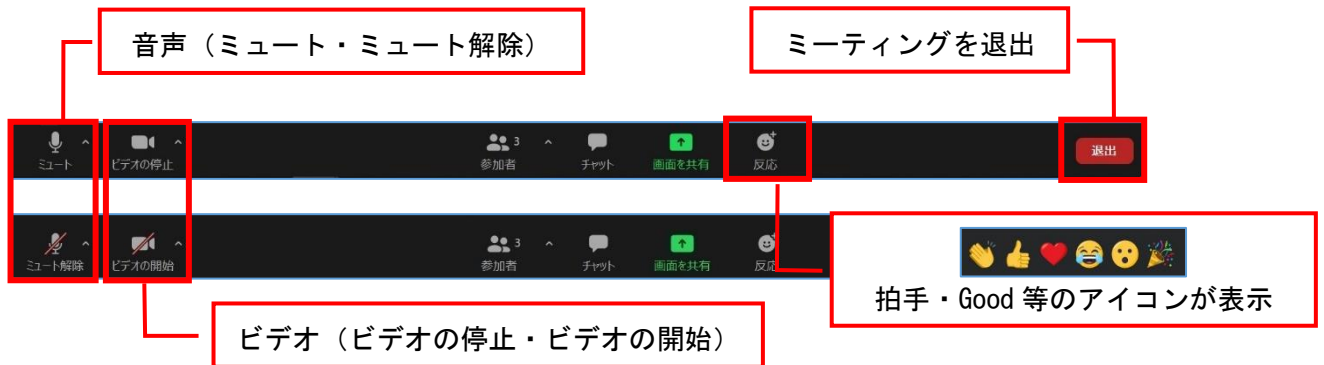 音声（ミュート・ミュート解除）
ミーティングを退出
ミュート
ビデオの停止
3
参加者
チャット
画面を共有
反応
退出
ミュート解除
ビデオの開始
3
参加者
チャット
画面を共有
反応
拍手・Good 等のアイコンが表示
ビデオ（ビデオの停止・ビデオの開始）